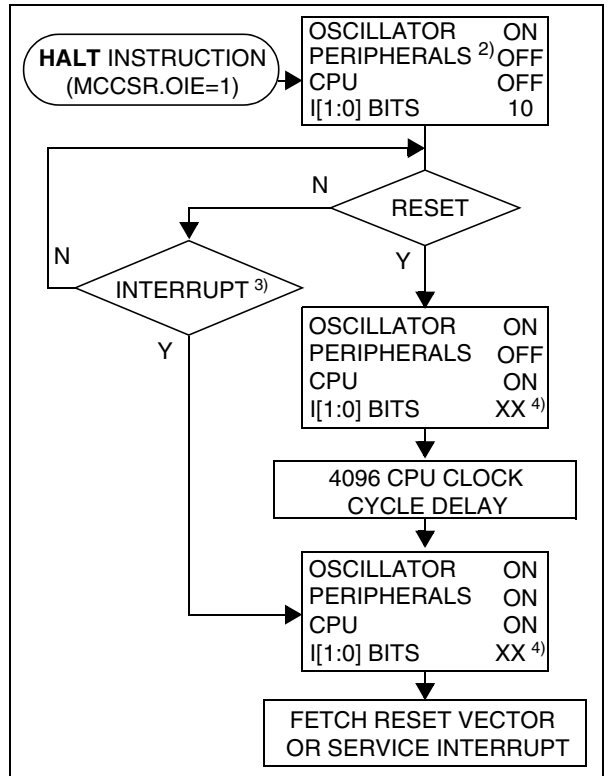 HALT INSTRUCTION
(MCCSR.OIE=1)
OSCILLATOR ON
PERIPHERALS 2) OFF
CPU OFF
I[1:0] BITS 10
N
RESET
Y
N
INTERRUPT 3)
Y
OSCILLATOR ON
PERIPHERALS OFF
CPU ON
I[1:0] BITS XX 4)
4096 CPU CLOCK
CYCLE DELAY
OSCILLATOR ON
PERIPHERALS ON
CPU ON
I[1:0] BITS XX 4)
FETCH RESET VECTOR
OR SERVICE INTERRUPT